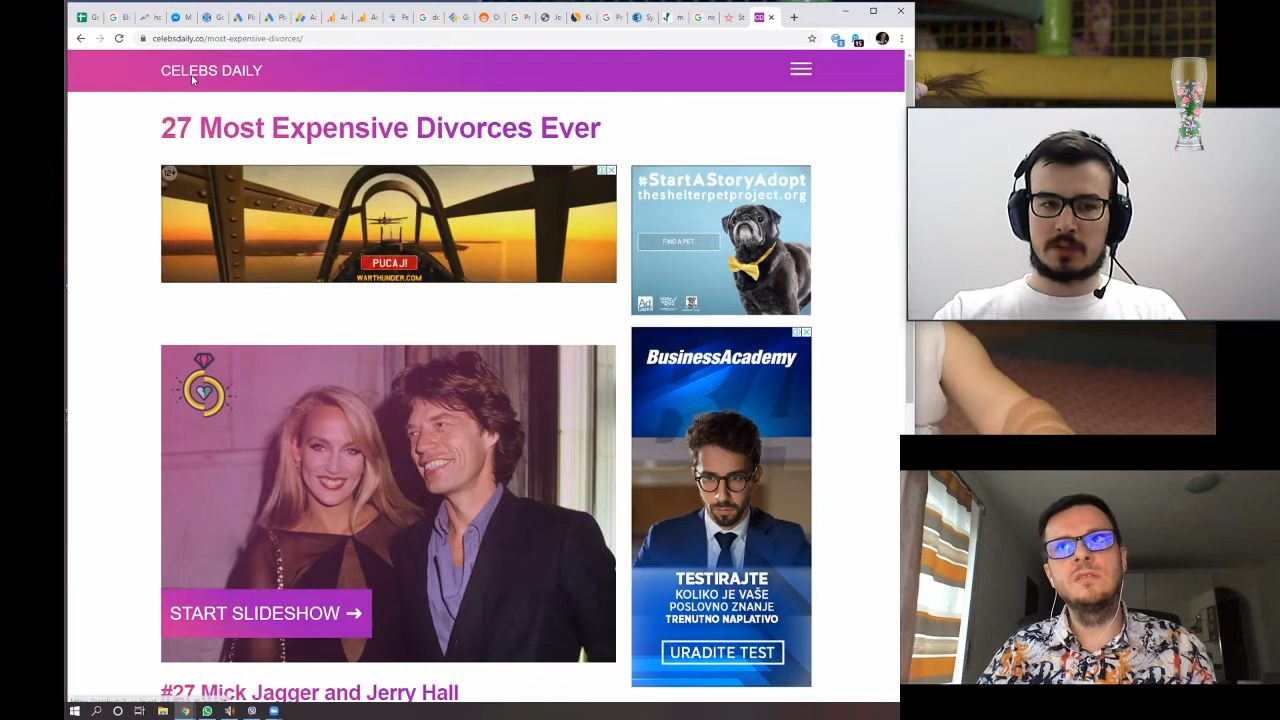 celebsdaily.co/most-expensive-divorces/
15
CELEBS DAILY
27 Most Expensive Divorces Ever
12+
PUCAJ!
WARTHUNDER.COM
#StartAStoryAdopt
theshelterpetproject.org
FIND A PET
BusinessAcademy
TESTIRAJTE
KOLIKO JE VAŠE
POSLOVNO ZNANJE
TRENUTNO NAPLATIVO
URADITE TEST
START SLIDESHOW →
#27 Mick Jagger and Jerry Hall